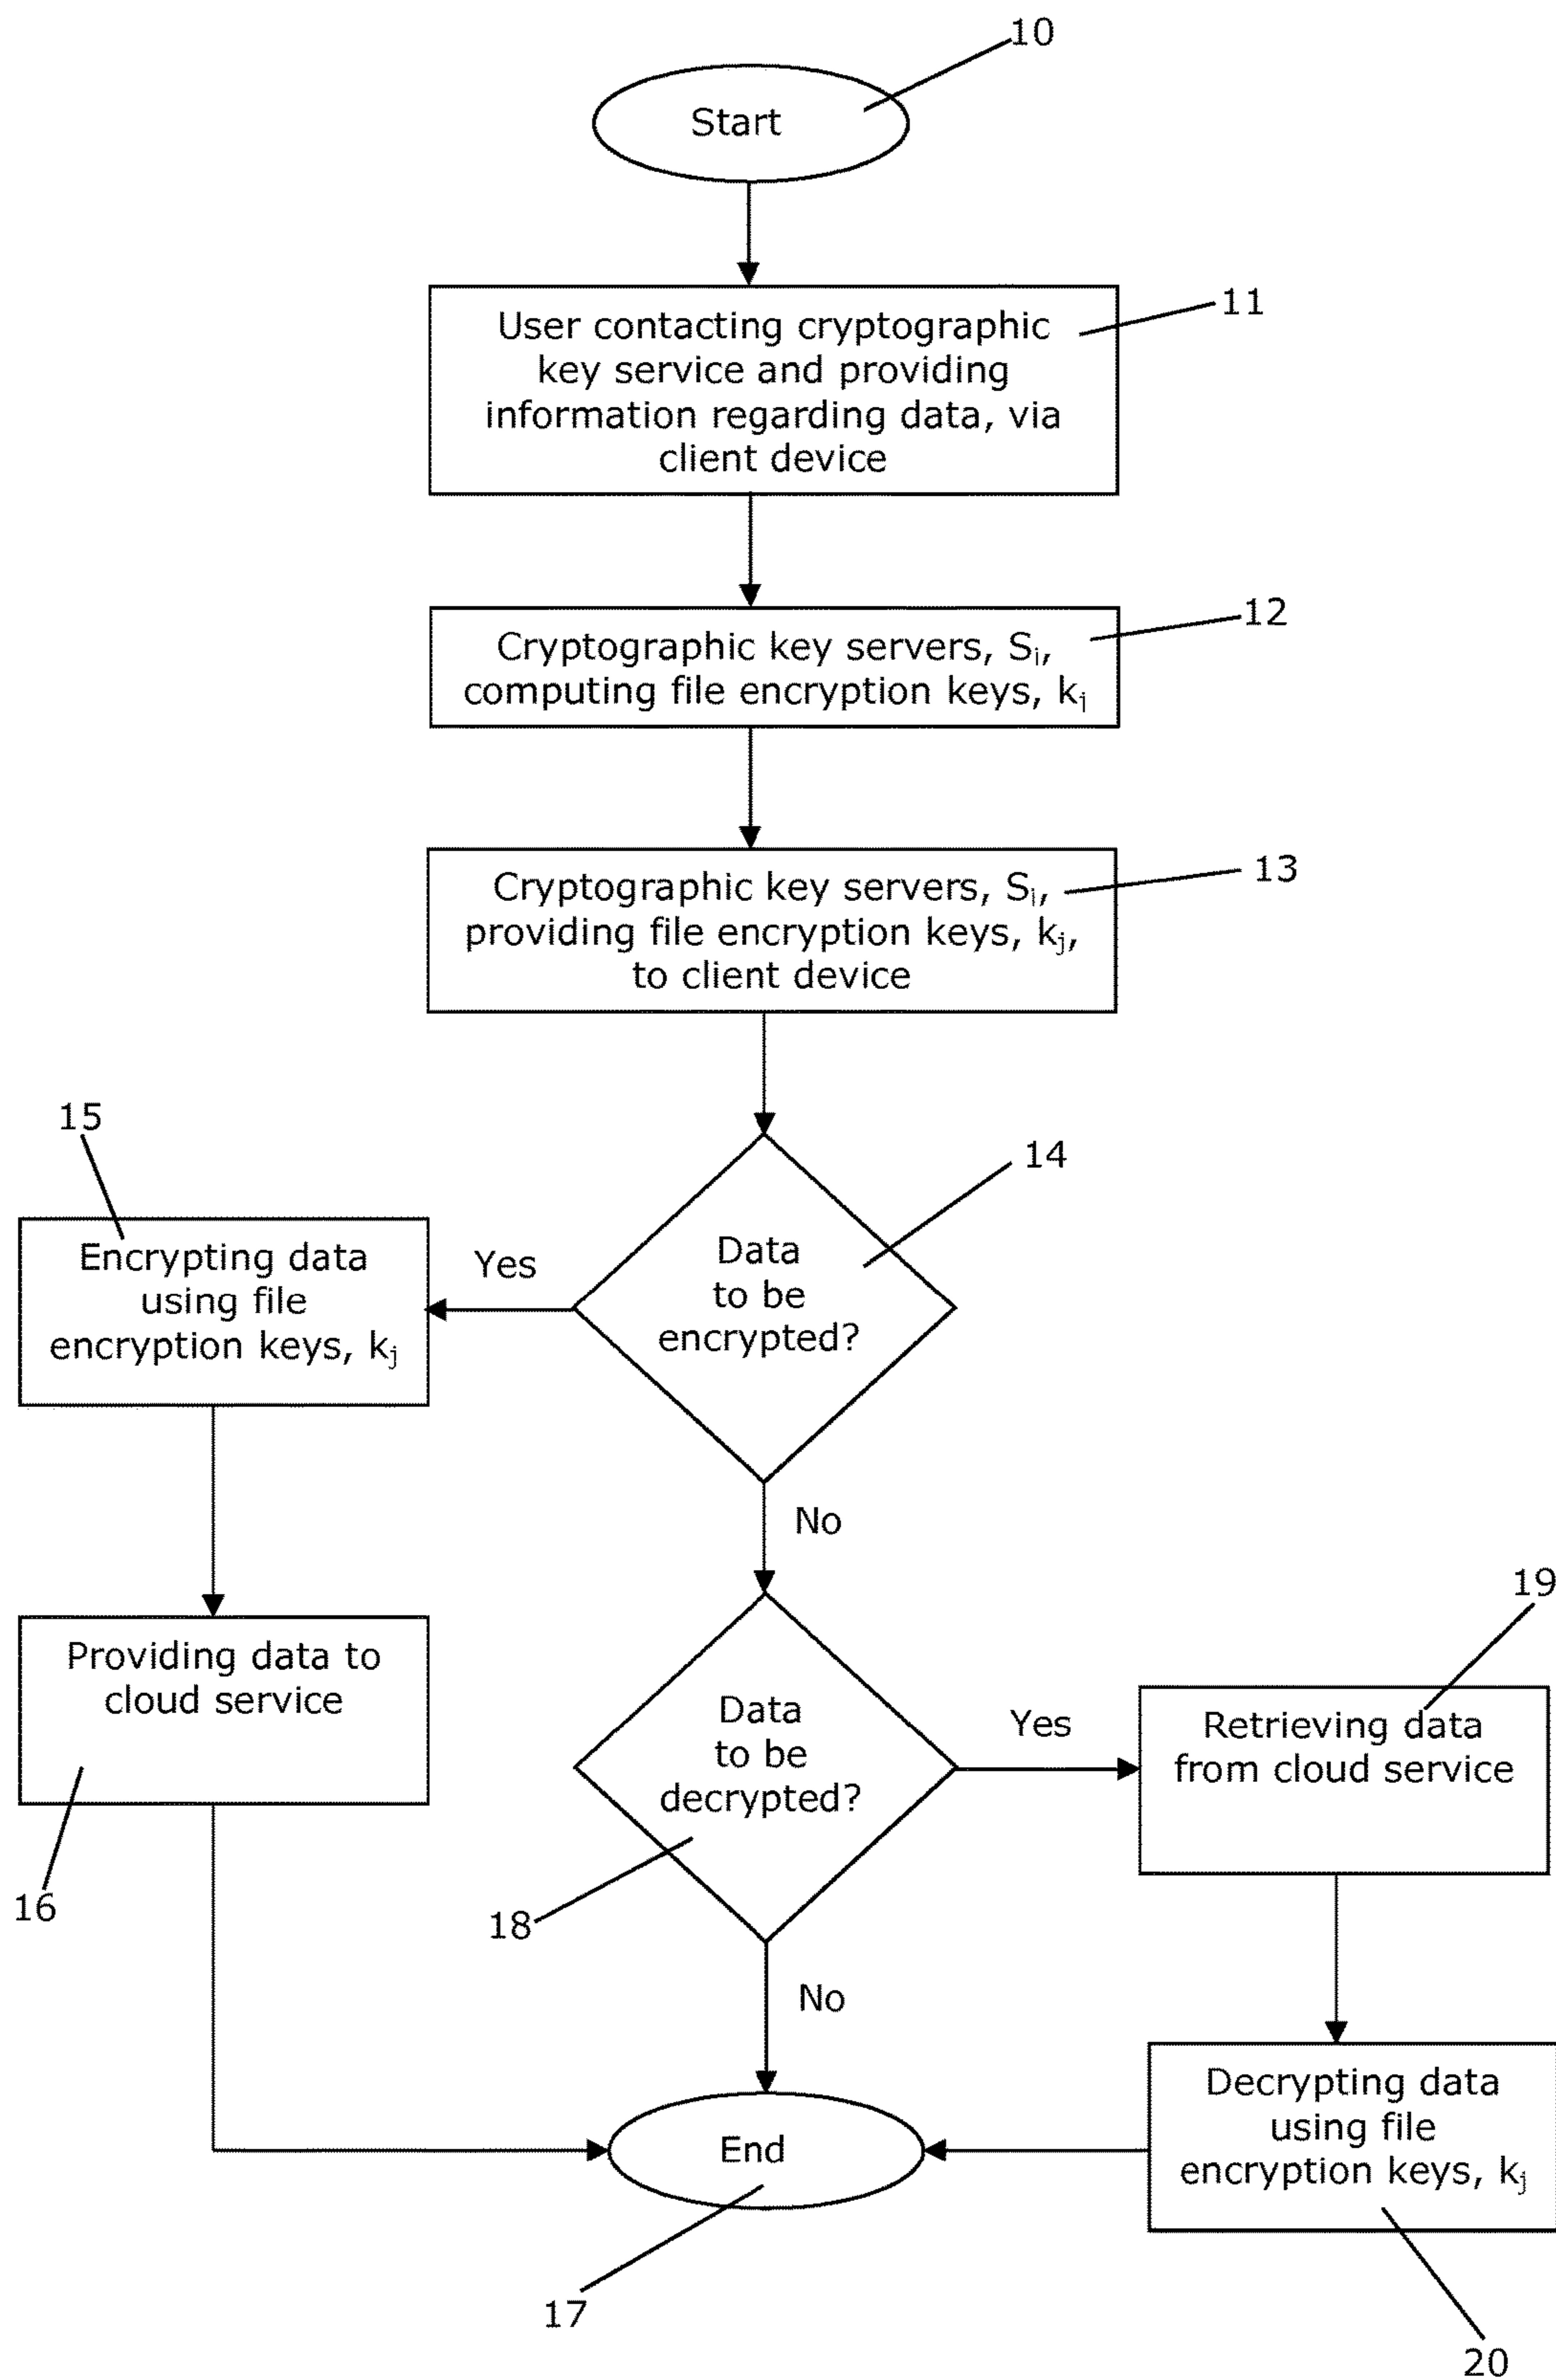 10
Start
11
User contacting cryptographic
key service and providing
information regarding data, via
client device
12
Cryptographic key servers, Sᵢ,
computing file encryption keys, kⱼ
13
Cryptographic key servers, Sᵢ,
providing file encryption keys, kⱼ,
to client device
14
Data
to be
encrypted?
Yes
15
Encrypting data
using file
encryption keys, kⱼ
No
16
Providing data to
cloud service
18
Data
to be
decrypted?
Yes
19
Retrieving data
from cloud service
No
20
Decrypting data
using file
encryption keys, kⱼ
End
17